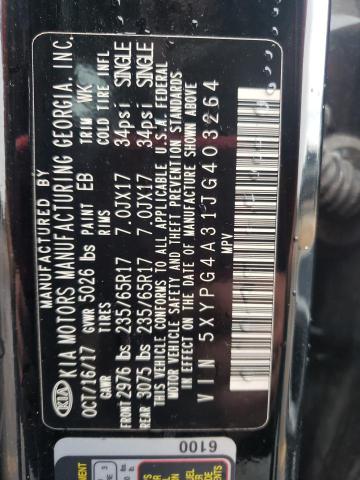 MANUFACTURED BY
KIA MOTORS MANUFACTURING GEORGIA, INC.
KIA
OCT/16/17 GVWR 5026 lbs PAINT EB TRIM WK
GAWR TIRES RIMS COLD TIRE INFL
FRONT 2976 lbs 235/65R17 7.0JX17 34psi SINGLE
REAR 3075 lbs 235/65R17 7.0JX17 34psi SINGLE
THIS VEHICLE CONFORMS TO ALL APPLICABLE U.S.A. FEDERAL
MOTOR VEHICLE SAFETY AND THEFT PREVENTION STANDARDS
IN EFFECT ON THE DATE OF MANUFACTURE SHOWN ABOVE.
MPV
VIN 5XYPG4A31JG403264
6100